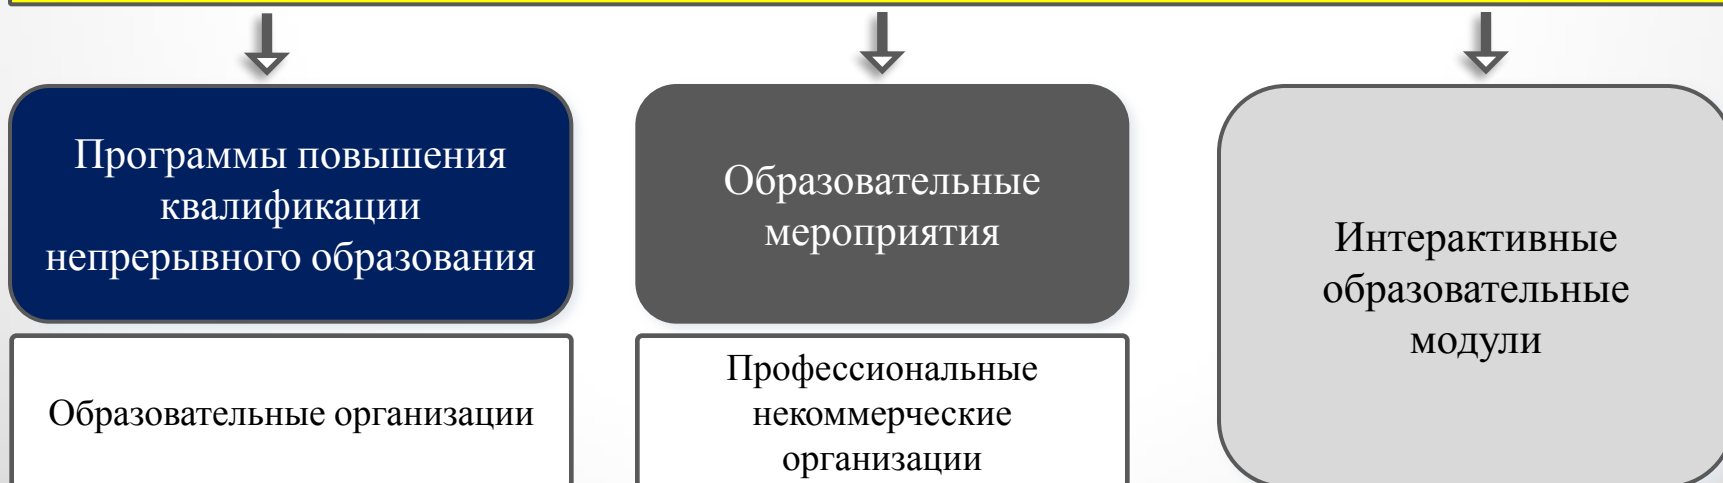 Программы повышения
квалификации
непрерывного образования
Образовательные организации
Образовательные
мероприятия
Профессиональные
некоммерческие
организации
Интерактивные
образовательные
модули